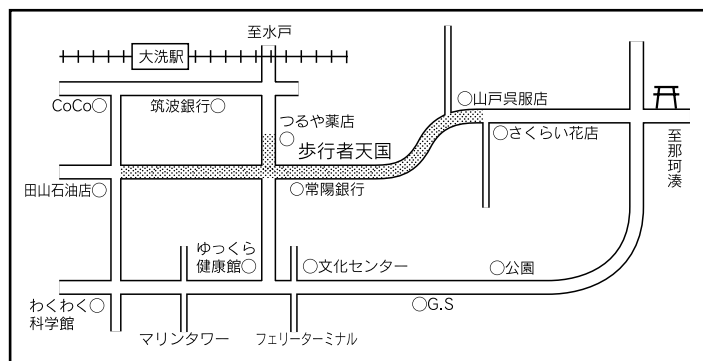 至水戸
大洗駅
CoCo
筑波銀行
つるや薬店
歩行者天国
山戸呉服店
さくらい花店
至那珂湊
田山石油店
常陽銀行
ゆっくら
健康館
文化センター
公園
わくわく
科学館
G.S
マリンタワー
フェリーターミナル